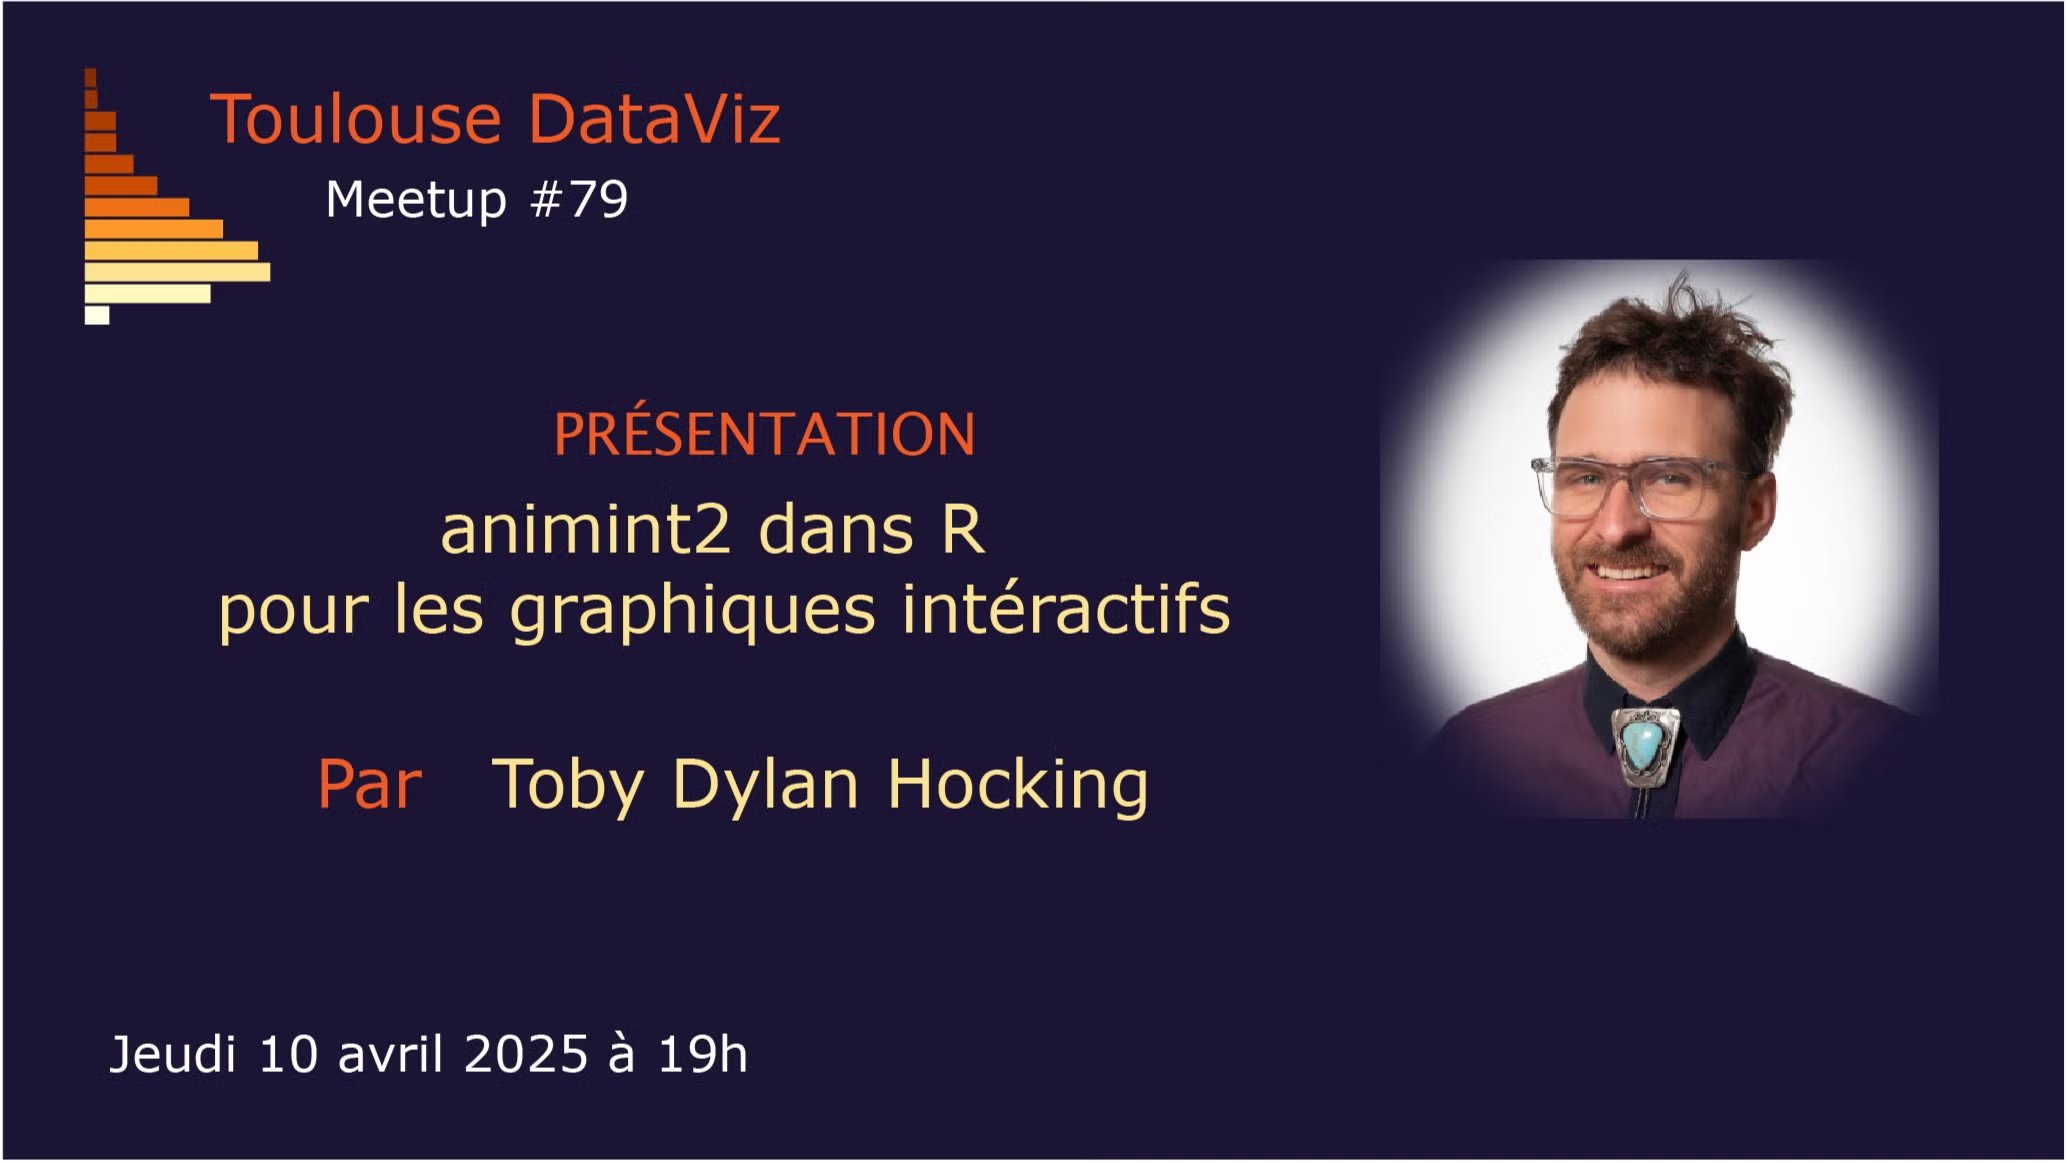 Toulouse DataViz
Meetup #79
PRÉSENTATION
animint2 dans R
pour les graphiques intéractifs
Par Toby Dylan Hocking
Jeudi 10 avril 2025 à 19h